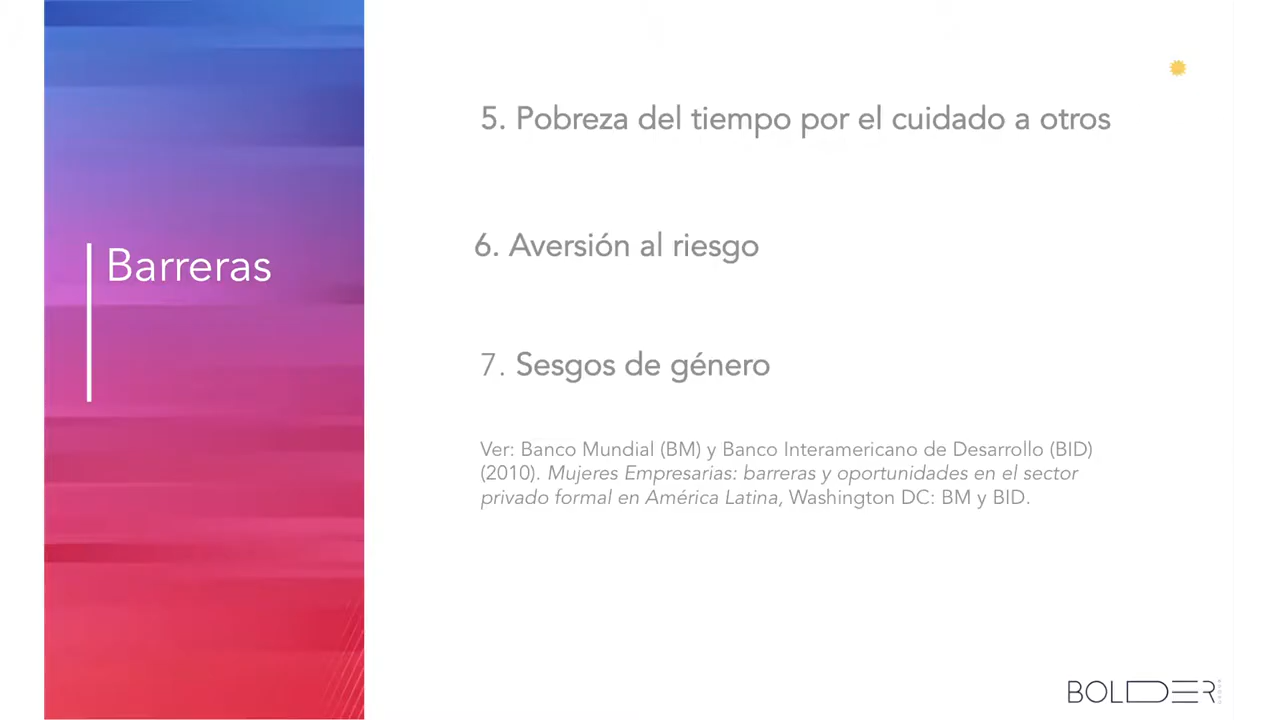 Barreras
5. Pobreza del tiempo por el cuidado a otros
6. Aversión al riesgo
7. Sesgos de género
Ver: Banco Mundial (BM) y Banco Interamericano de Desarrollo (BID)
(2010). Mujeres Empresarias: barreras y oportunidades en el sector
privado formal en América Latina, Washington DC: BM y BID.
BOLDER